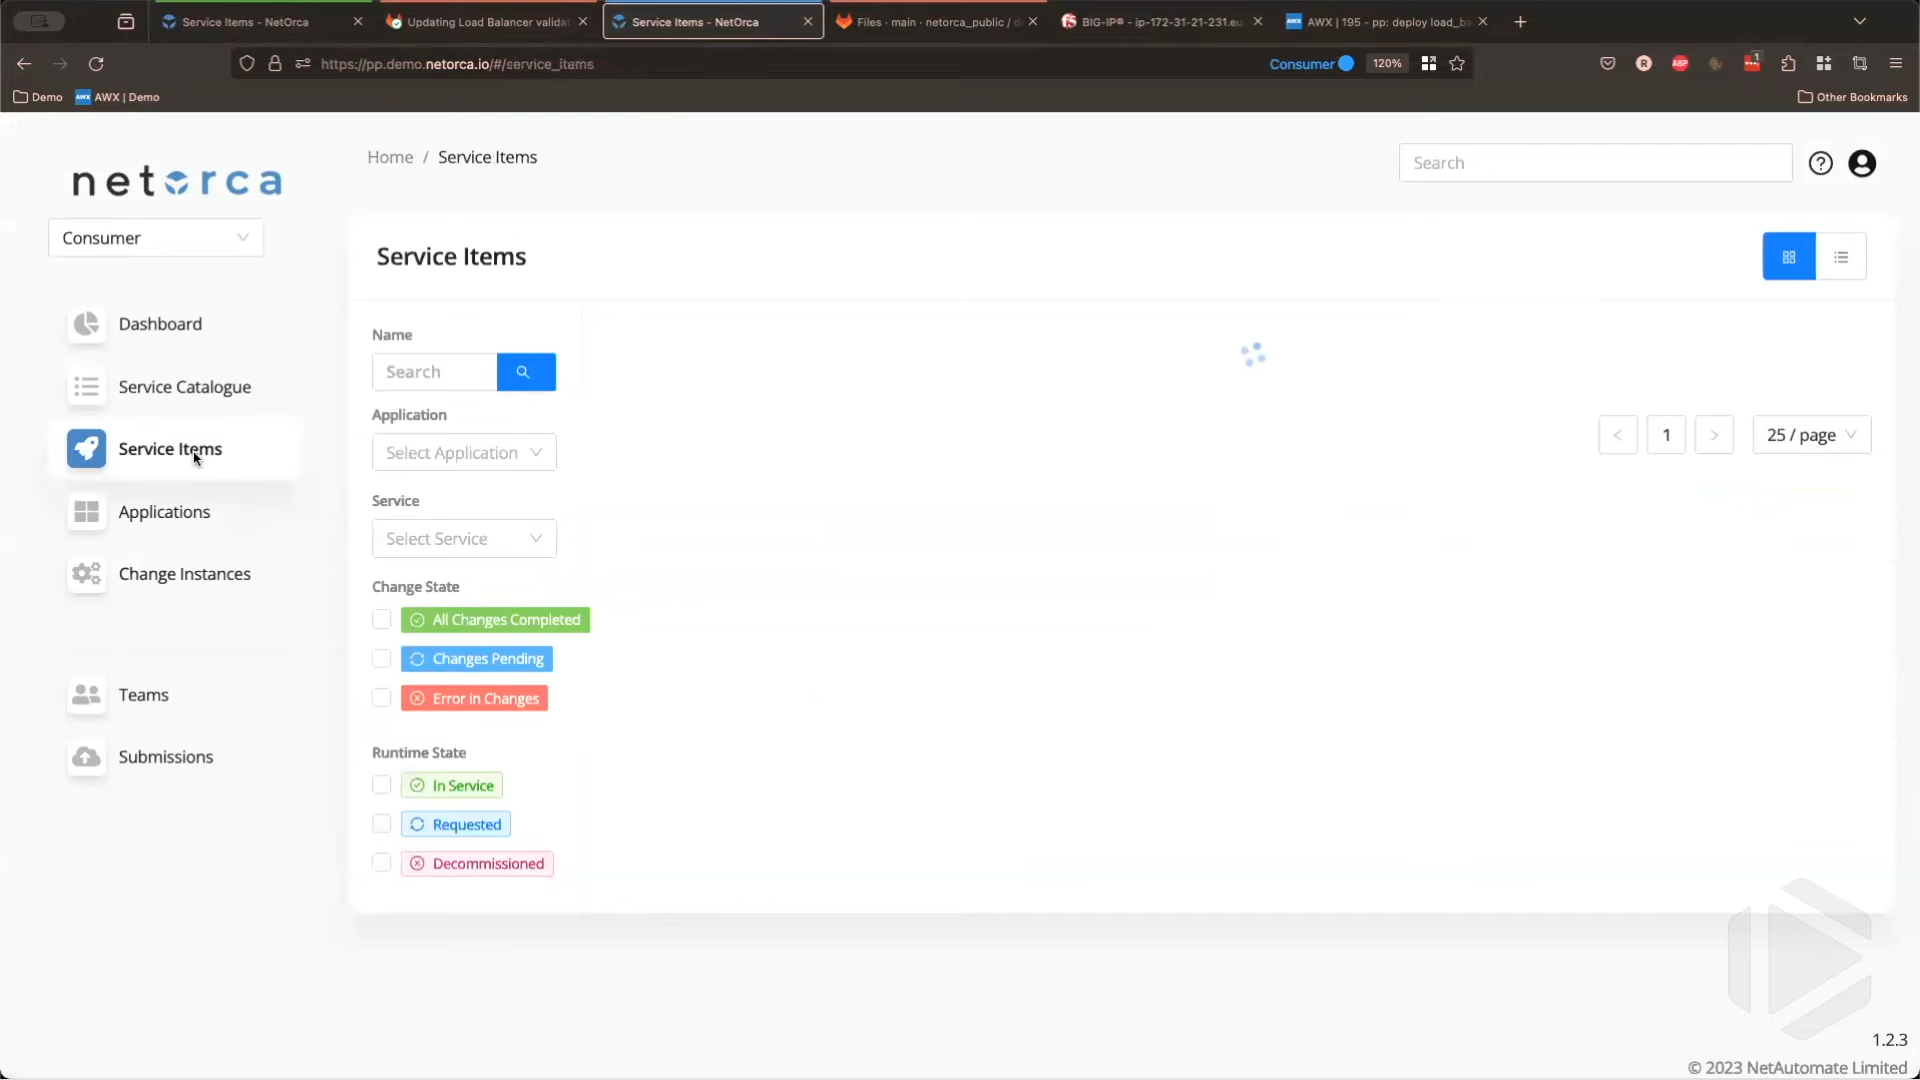 Service Items - NetOrca
Updating Load Balancer valida
Service Items - NetOrca
Files · main · netorca_public / d
BIG-IP® - ip-172-31-21-231.eu
AWX | 195 - pp: deploy load_ba
https://pp.demo.netorca.io/#/service_items
Consumer
120%
R
ABP
1
Demo
AWX | Demo
Other Bookmarks
netorca
Home / Service Items
Search
Consumer
Service Items
Dashboard
Service Catalogue
Service Items
Applications
Change Instances
Teams
Submissions
Name
Search
Application
Select Application
Service
Select Service
Change State
All Changes Completed
Changes Pending
Error in Changes
Runtime State
In Service
Requested
Decommissioned
< 1 > 25 / page
1.2.3
© 2023 NetAutomate Limited